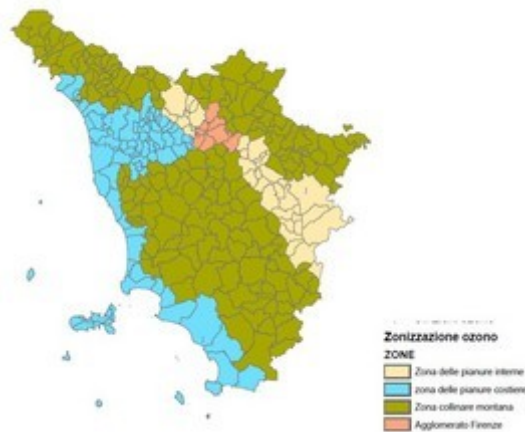 Zonizzazione ozono
ZONE
Zona delle pianure interne
zona delle pianure costiere
Zona collinare montana
Agglomerato Firenze